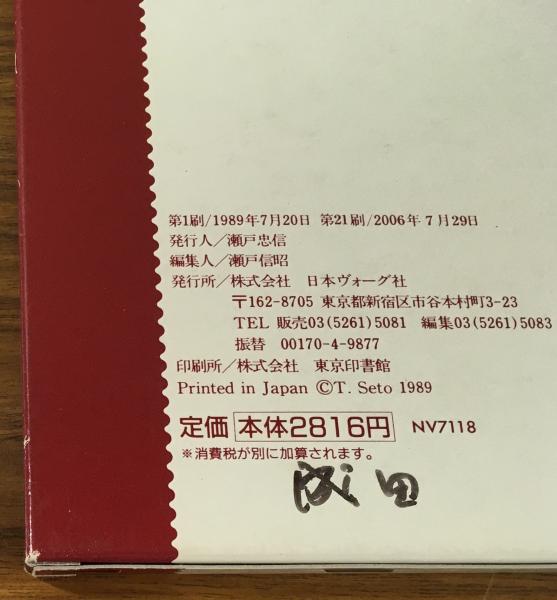 第1刷/1989年7月20日 第21刷/2006年7月29日
発行人／瀬戸忠信
編集人／瀬戸信昭
発行所／株式会社 日本ヴォーグ社
〒162-8705 東京都新宿区市谷本村町3-23
TEL 販売03(5261)5081 編集03(5261)5083
振替 00170-4-9877
印刷所／株式会社 東京印書館
Printed in Japan ©T. Seto 1989
定価 本体2816円 NV7118
※消費税が別に加算されます。